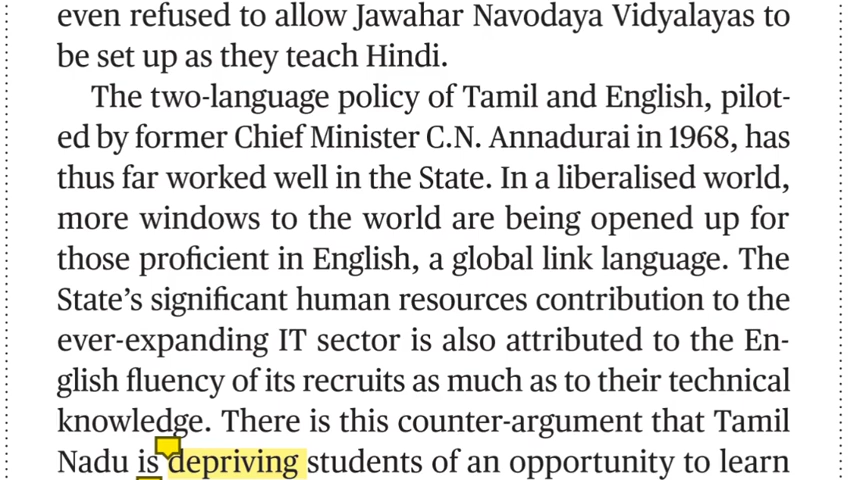 even refused to allow Jawahar Navodaya Vidyalayas to
be set up as they teach Hindi.
The two-language policy of Tamil and English, pilot-
ed by former Chief Minister C.N. Annadurai in 1968, has
thus far worked well in the State. In a liberalised world,
more windows to the world are being opened up for
those proficient in English, a global link language. The
State’s significant human resources contribution to the
ever-expanding IT sector is also attributed to the En-
glish fluency of its recruits as much as to their technical
knowledge. There is this counter-argument that Tamil
Nadu is depriving students of an opportunity to learn